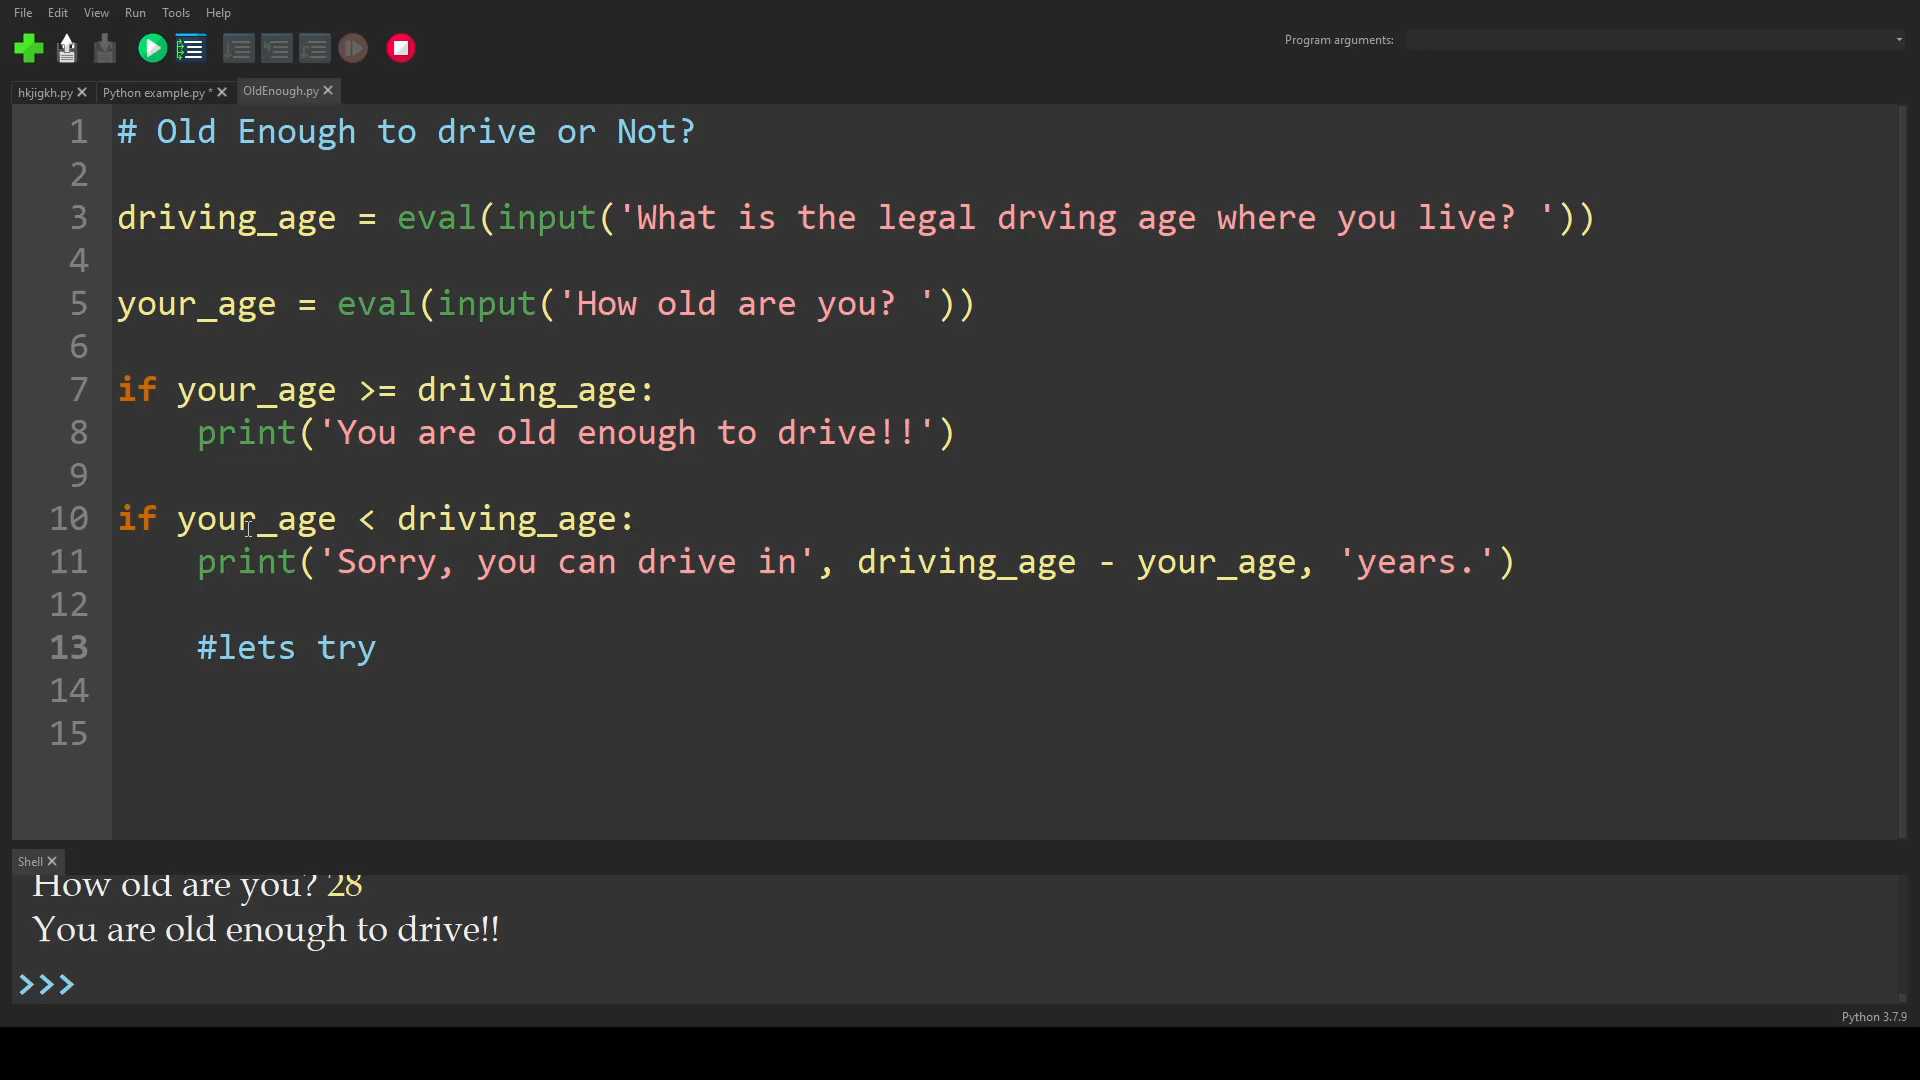 File Edit View Run Tools Help
Program arguments:
hkjigkh.py Python example.py * OldEnough.py
1 # Old Enough to drive or Not?
2
3 driving_age = eval(input('What is the legal drving age where you live? '))
4
5 your_age = eval(input('How old are you? '))
6
7 if your_age >= driving_age:
8     print('You are old enough to drive!!')
9
10 if your_age < driving_age:
11     print('Sorry, you can drive in', driving_age - your_age, 'years.')
12
13     #lets try
14
15
Shell
How old are you? 28
You are old enough to drive!!
>>>
Python 3.7.9